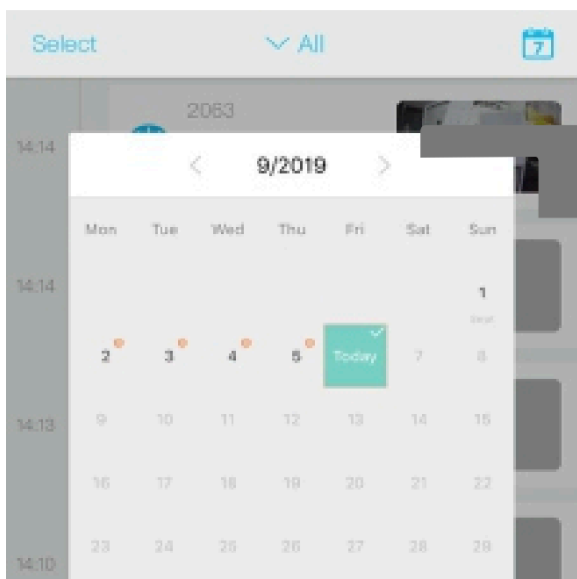 Select
All
7
2063
14:14
9/2019
Mon Tue Wed Thu Fri Sat Sun
14:14
1
Sept
2 3 4 5 Today 7 8
14:13
9 10 11 12 13 14 15
16 17 18 19 20 21 22
23 24 25 26 27 28 29
14:10